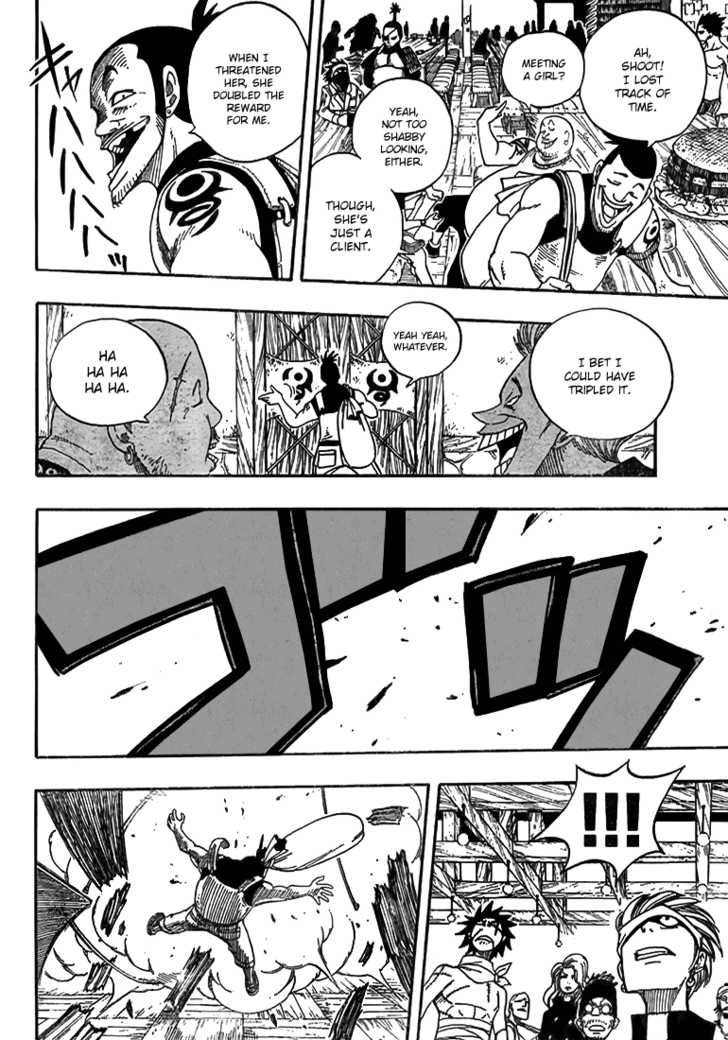 AH,
SHOOT!
I LOST
TRACK OF
TIME.
MEETING
A GIRL?
YEAH,
NOT TOO
SHABBY
LOOKING,
EITHER.
THOUGH,
SHE'S
JUST A
CLIENT.
WHEN I
THREATENED
HER, SHE
DOUBLED THE
REWARD
FOR ME.
I BET I
COULD HAVE
TRIPLED IT.
YEAH YEAH,
WHATEVER.
HA
HA HA
HA HA.
ゴッ
!!!